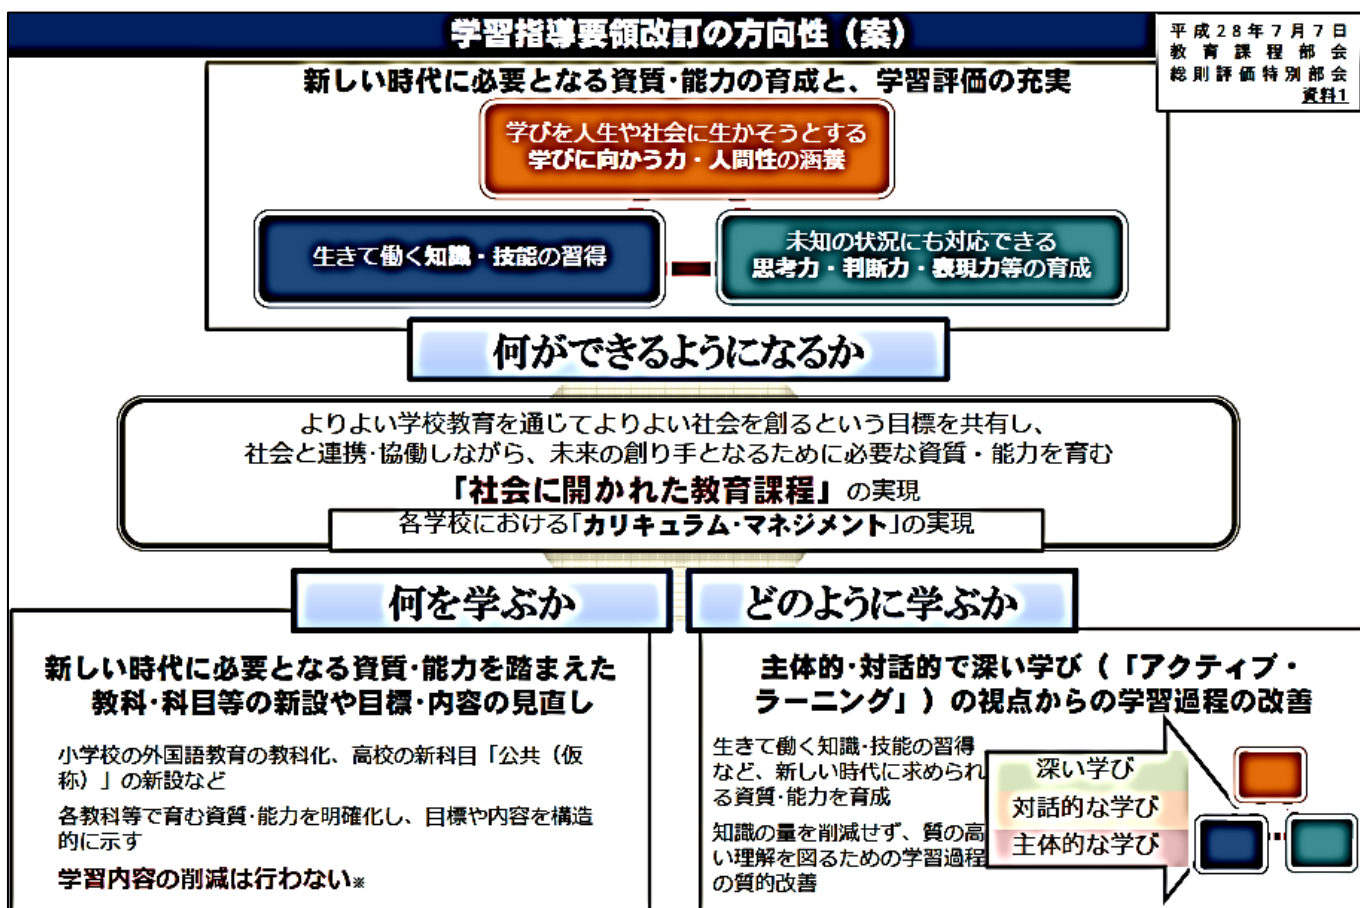 学習指導要領改訂の方向性（案）
平成28年7月7日
教育課程部会
総則評価特別部会
資料1
新しい時代に必要となる資質・能力の育成と、学習評価の充実
学びを人生や社会に生かそうとする
学びに向かう力・人間性の涵養
生きて働く知識・技能の習得
未知の状況にも対応できる
思考力・判断力・表現力等の育成
何ができるようになるか
よりよい学校教育を通じてよりよい社会を創るという目標を共有し、
社会と連携・協働しながら、未来の創り手となるために必要な資質・能力を育む
「社会に開かれた教育課程」の実現
各学校における「カリキュラム・マネジメント」の実現
何を学ぶか
新しい時代に必要となる資質・能力を踏まえた
教科・科目等の新設や目標・内容の見直し
小学校の外国語教育の教科化、高校の新科目「公共（仮
称）」の新設など
各教科等で育む資質・能力を明確化し、目標や内容を構造
的に示す
学習内容の削減は行わない※
どのように学ぶか
主体的・対話的で深い学び（「アクティブ・
ラーニング」）の視点からの学習過程の改善
生きて働く知識・技能の習得
など、新しい時代に求められ
る資質・能力を育成
知識の量を削減せず、質の高
い理解を図るための学習過程
の質的改善
深い学び
対話的な学び
主体的な学び